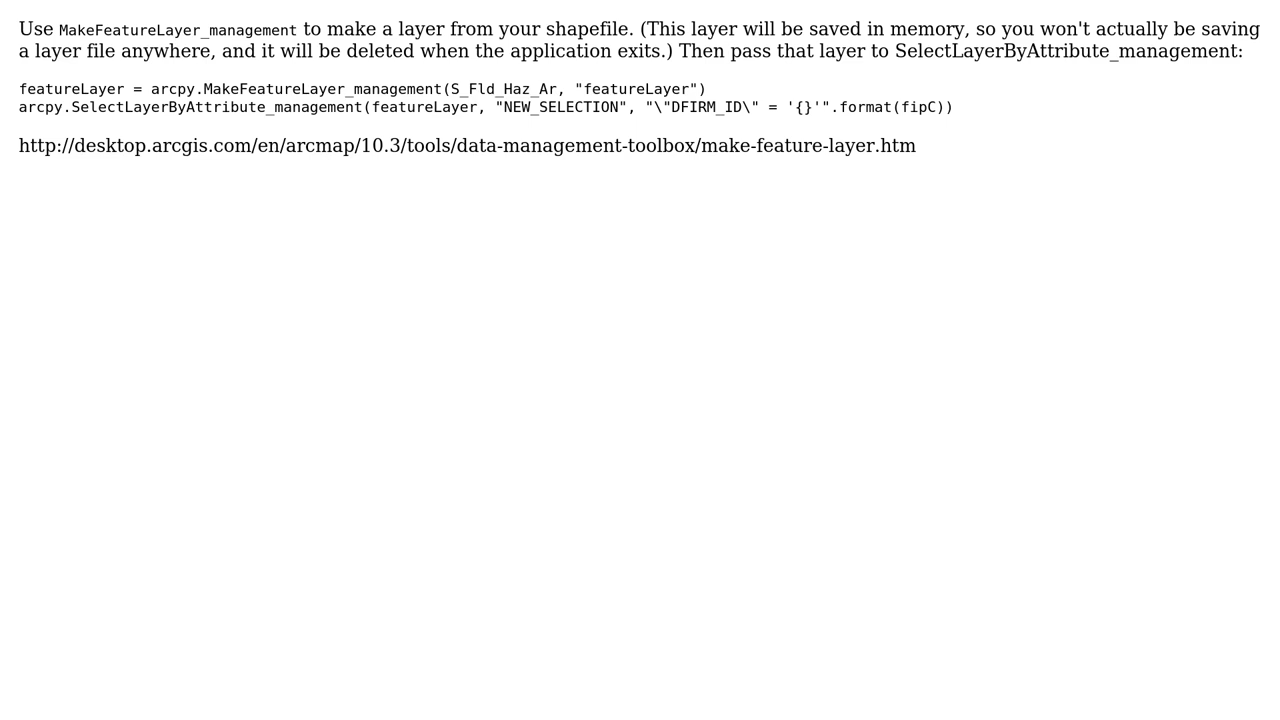 Use MakeFeatureLayer_management to make a layer from your shapefile. (This layer will be saved in memory, so you won't actually be saving
a layer file anywhere, and it will be deleted when the application exits.) Then pass that layer to SelectLayerByAttribute_management:
featureLayer = arcpy.MakeFeatureLayer_management(S_Fld_Haz_Ar, "featureLayer")
arcpy.SelectLayerByAttribute_management(featureLayer, "NEW_SELECTION", "\"DFIRM_ID\" = '{}'".format(fipC))
http://desktop.arcgis.com/en/arcmap/10.3/tools/data-management-toolbox/make-feature-layer.htm